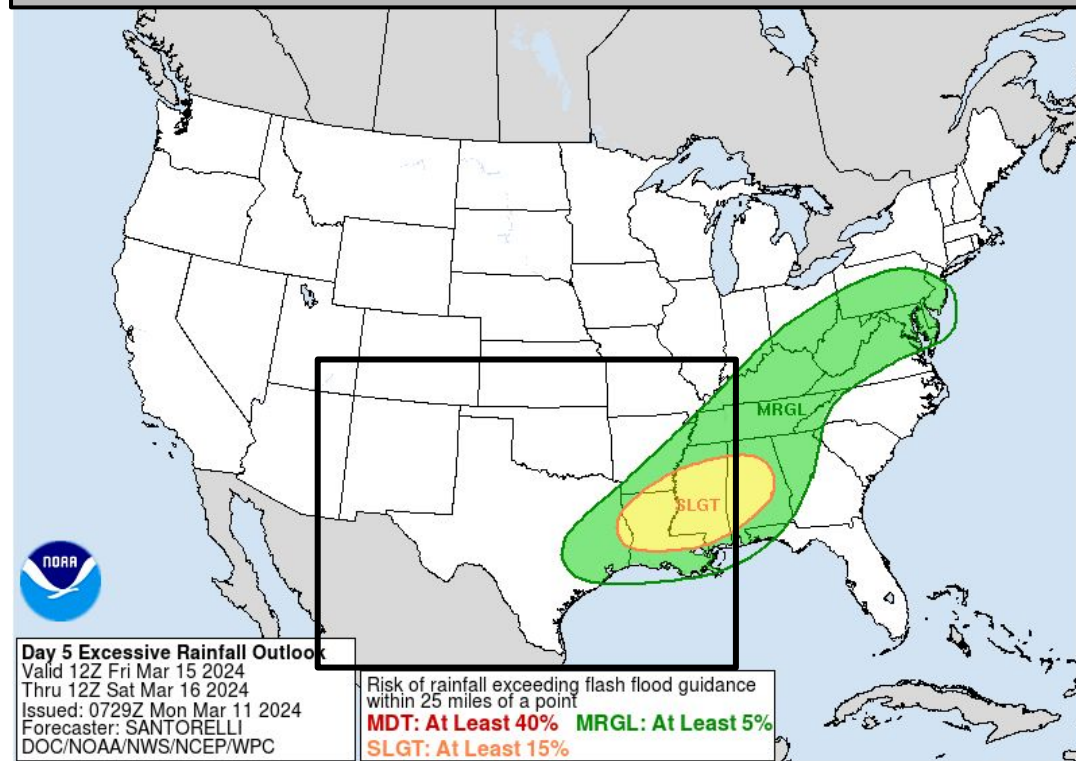 MRGL
SLGT
NOAA
Day 5 Excessive Rainfall Outlook
Valid 12Z Fri Mar 15 2024
Thru 12Z Sat Mar 16 2024
Issued: 0729Z Mon Mar 11 2024
Forecaster: SANTORELLI
DOC/NOAA/NWS/NCEP/WPC
Risk of rainfall exceeding flash flood guidance
within 25 miles of a point
MDT: At Least 40% MRGL: At Least 5%
SLGT: At Least 15%